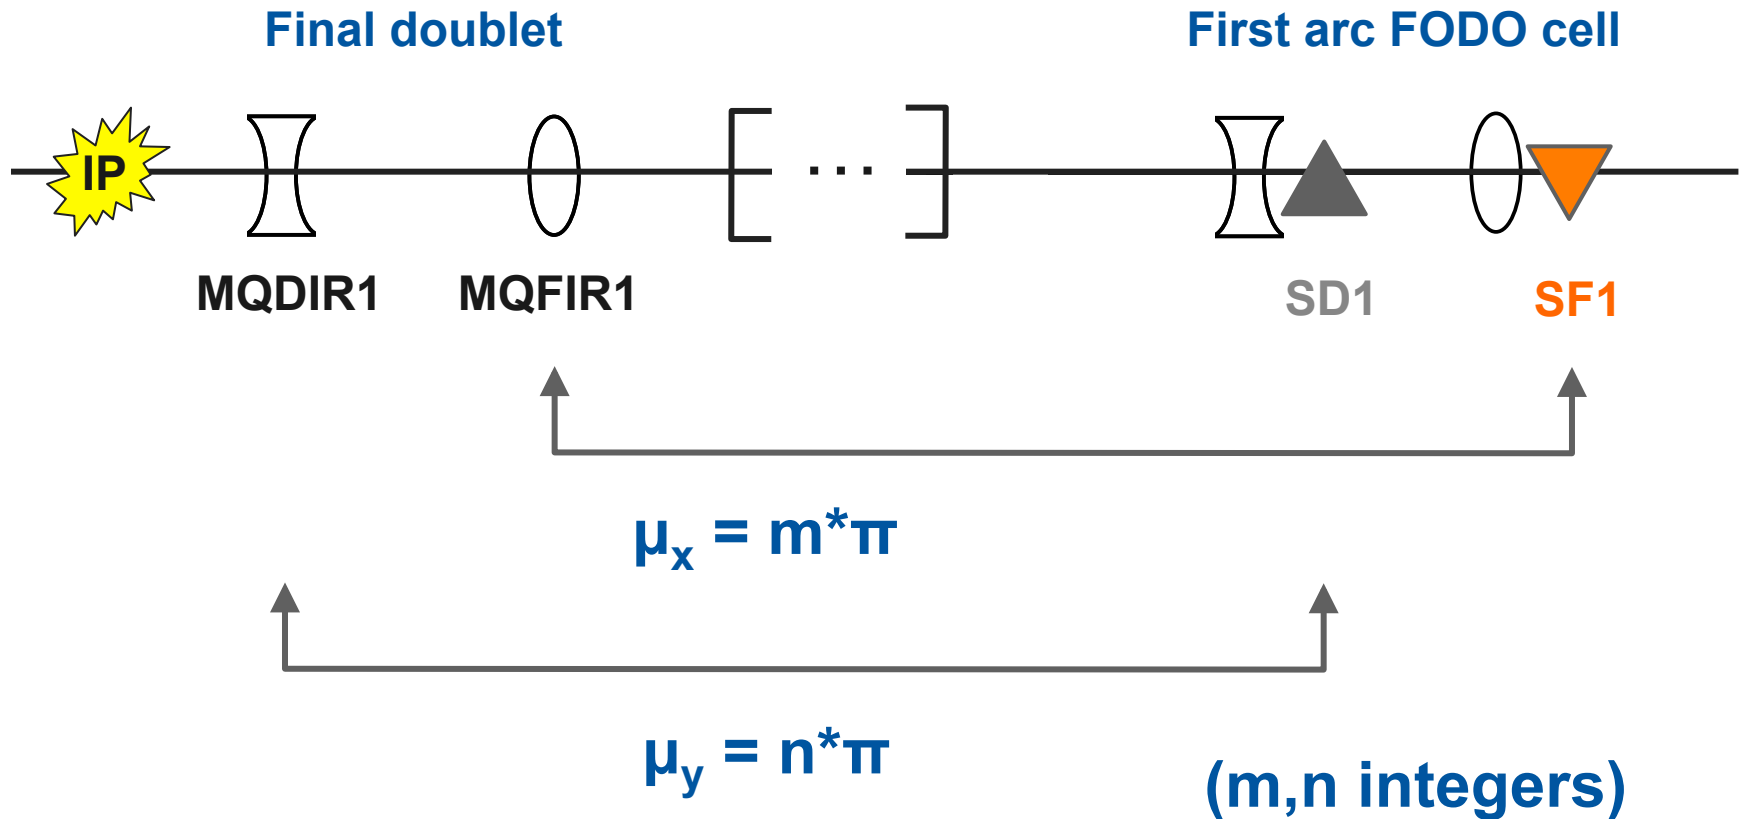 Final doublet
First arc FODO cell
IP
...
MQDIR1
MQFIR1
SD1
SF1
μx = m*π
μy = n*π
(m,n integers)